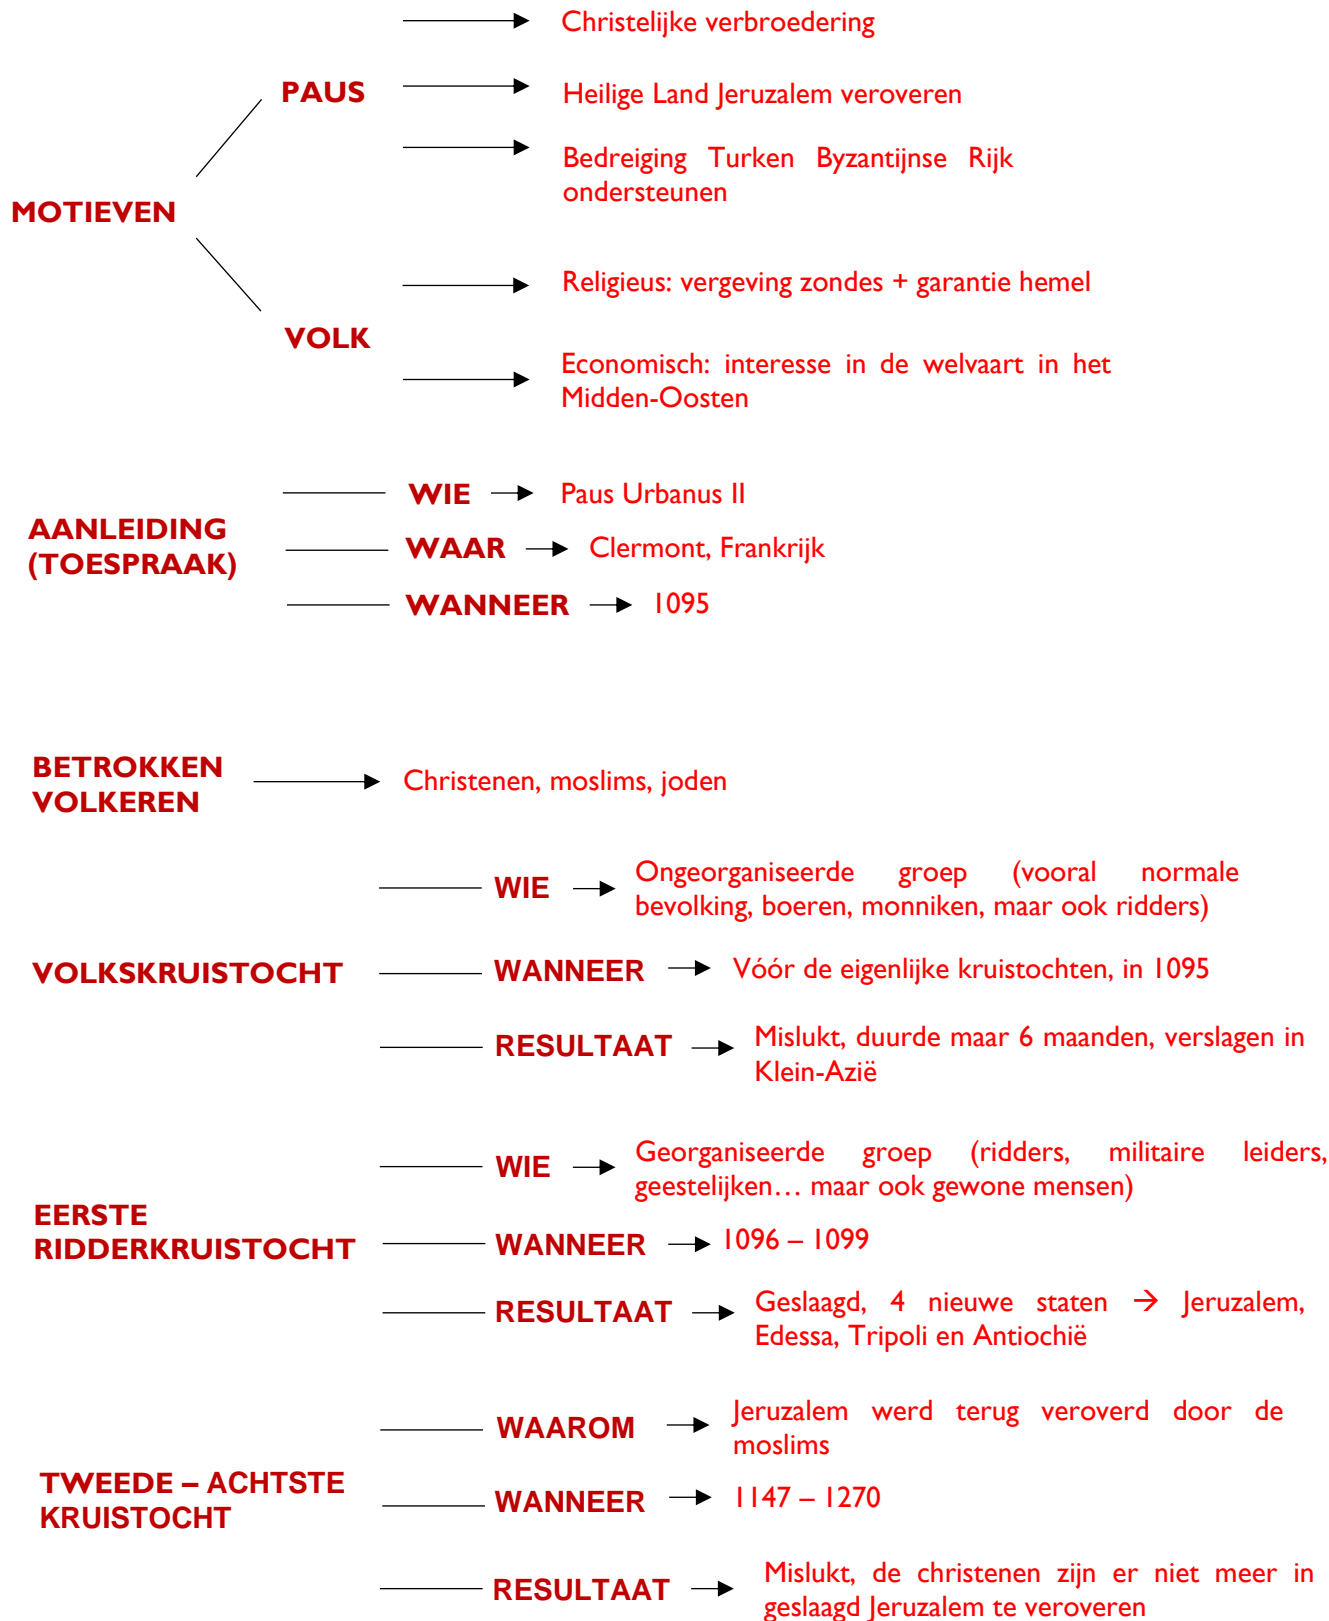 Christelijke verbroedering
PAUS
Heilige Land Jeruzalem veroveren
Bedreiging Turken Byzantijnse Rijk
ondersteunen
MOTIEVEN
Religieus: vergeving zondes + garantie hemel
VOLK
Economisch: interesse in de welvaart in het
Midden-Oosten
WIE
Paus Urbanus II
AANLEIDING
(TOESPRAAK)
WAAR
Clermont, Frankrijk
WANNEER
1095
BETROKKEN
VOLKEREN
Christenen, moslims, joden
WIE
Ongeorganiseerde groep (vooral normale
bevolking, boeren, monniken, maar ook ridders)
VOLKSKRUISTOCHT
WANNEER
Vóór de eigenlijke kruistochten, in 1095
RESULTAAT
Mislukt, duurde maar 6 maanden, verslagen in
Klein-Azië
WIE
Georganiseerde groep (ridders, militaire leiders,
geestelijken… maar ook gewone mensen)
EERSTE
RIDDERKRUISTOCHT
WANNEER
1096 – 1099
RESULTAAT
Geslaagd, 4 nieuwe staten → Jeruzalem,
Edessa, Tripoli en Antiochië
WAAROM
Jeruzalem werd terug veroverd door de
moslims
TWEEDE – ACHTSTE
KRUISTOCHT
WANNEER
1147 – 1270
RESULTAAT
Mislukt, de christenen zijn er niet meer in
geslaagd Jeruzalem te veroveren